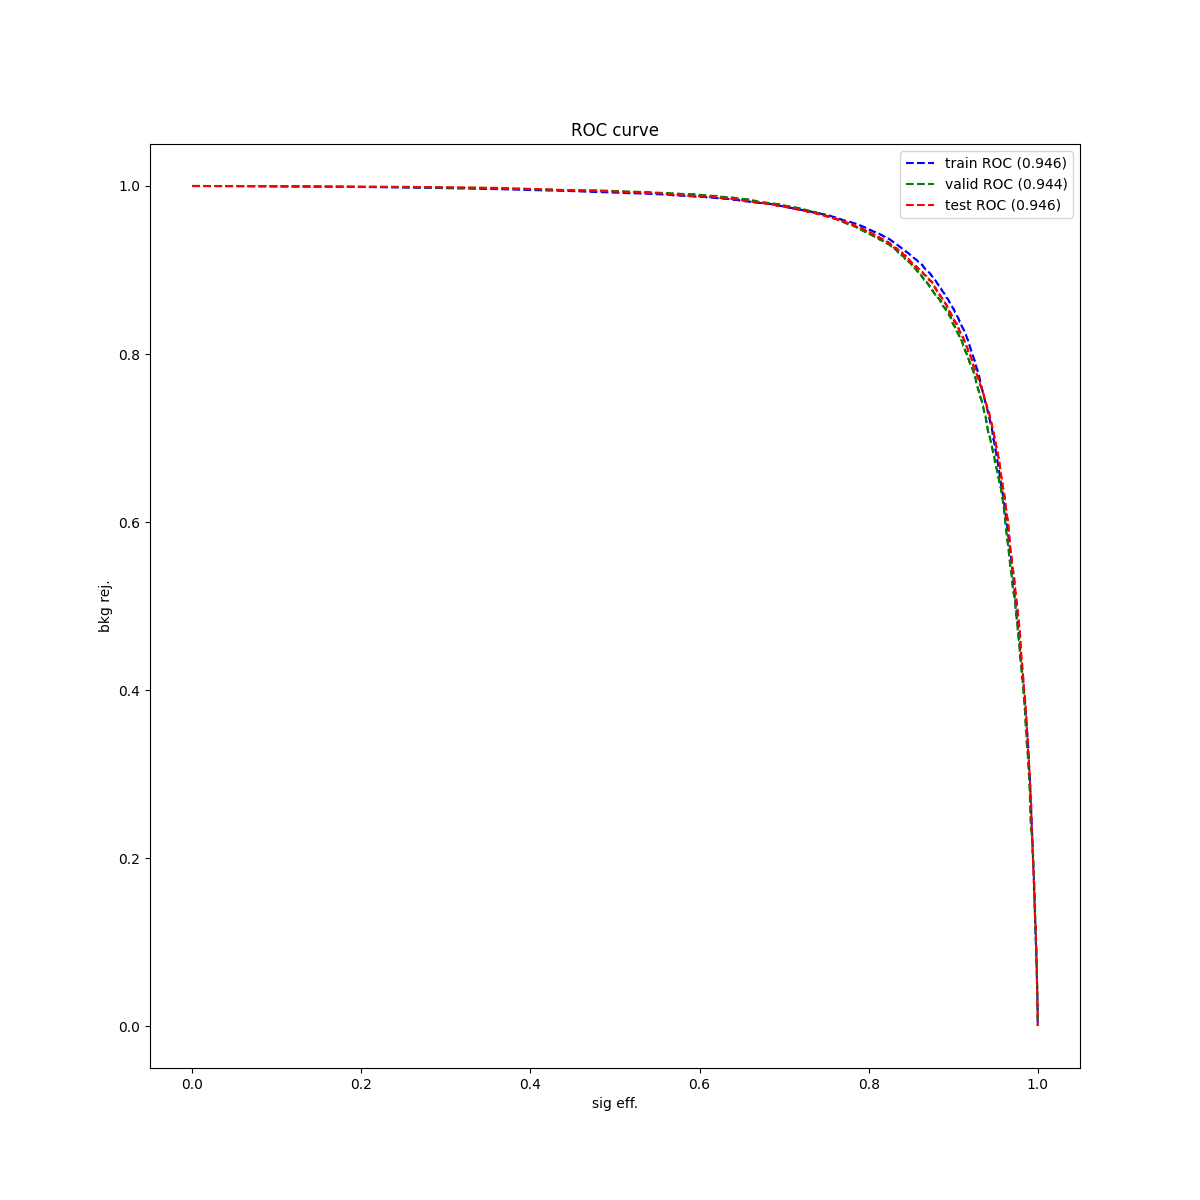 ROC curve
train ROC (0.946)
valid ROC (0.944)
test ROC (0.946)
bkg rej.
1.0
0.8
0.6
0.4
0.2
0.0
0.0 0.2 0.4 0.6 0.8 1.0
sig eff.